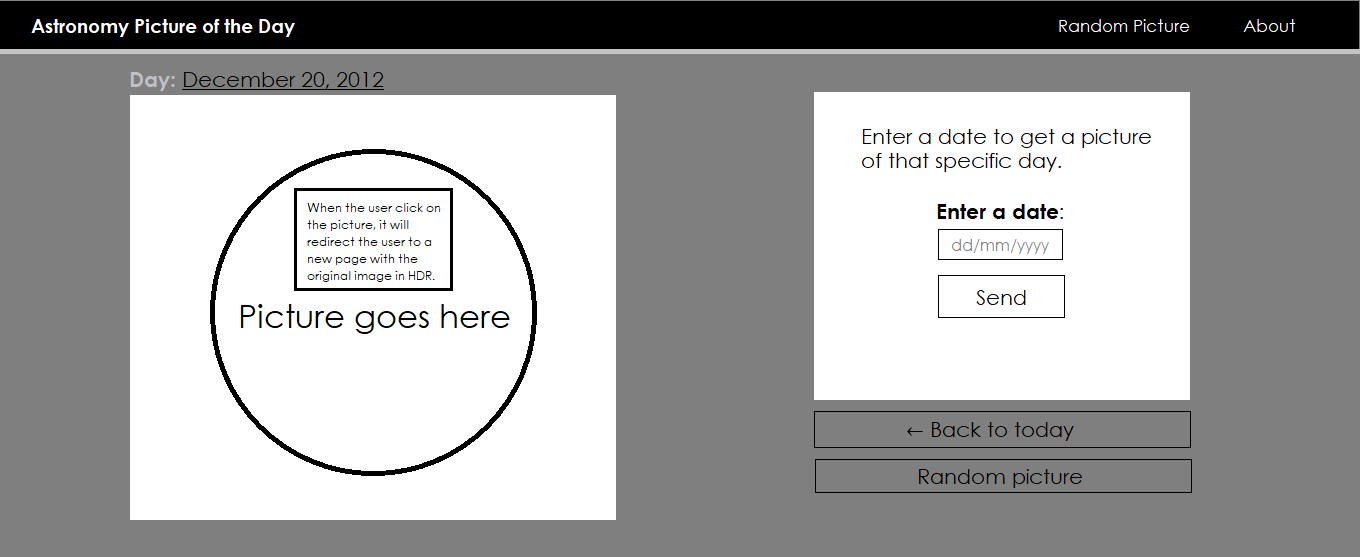 Astronomy Picture of the Day
Random Picture
About
Day: December 20, 2012
When the user click on
the picture, it will
redirect the user to a
new page with the
original image in HDR.
Picture goes here
Enter a date to get a picture
of that specific day.
Enter a date:
dd/mm/yyyy
Send
← Back to today
Random picture